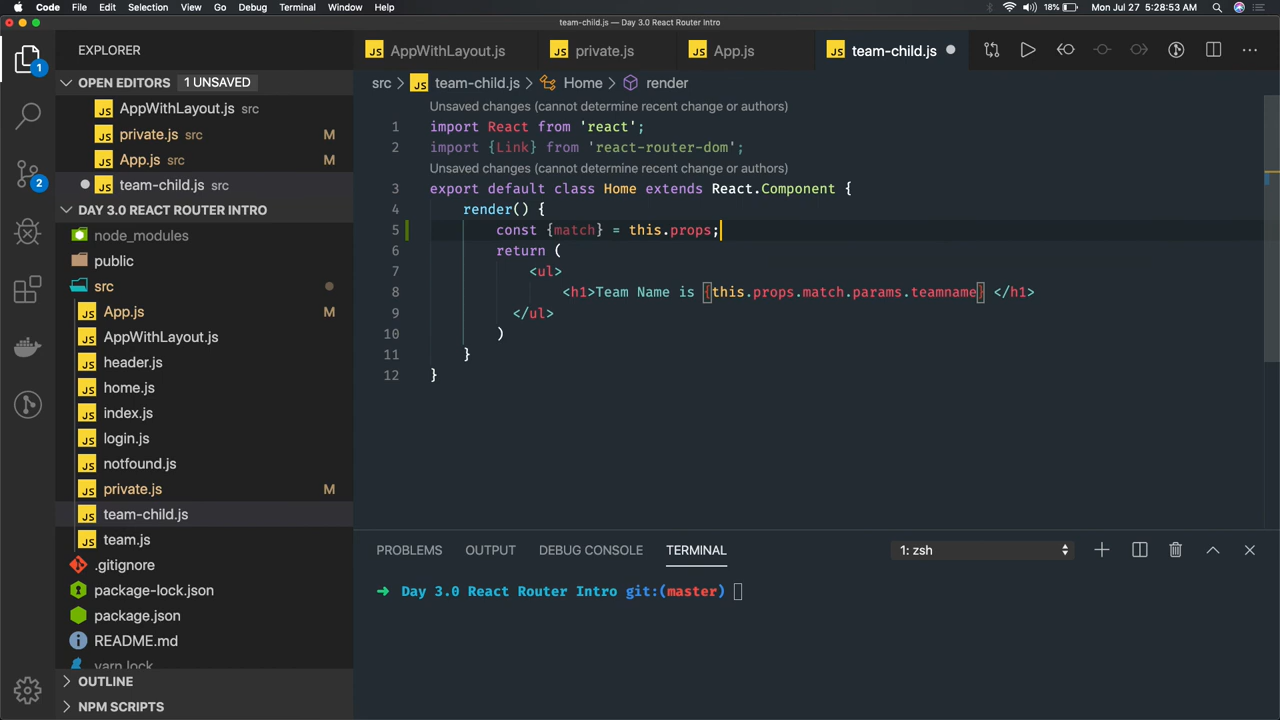 Code File Edit Selection View Go Debug Terminal Window Help 18% Mon Jul 27 5:28:53 AM
team-child.js — Day 3.0 React Router Intro
EXPLORER
JS AppWithLayout.js JS private.js JS App.js JS team-child.js
1
OPEN EDITORS 1 UNSAVED
JS AppWithLayout.js src
JS private.js src M
JS App.js src M
JS team-child.js src
2
DAY 3.0 REACT ROUTER INTRO
node_modules
public
src
JS App.js
JS AppWithLayout.js
JS header.js
JS home.js
JS index.js
JS login.js
JS notfound.js
JS private.js M
JS team-child.js
JS team.js
.gitignore
package-lock.json
package.json
README.md
yarn.lock
OUTLINE
NPM SCRIPTS
src > JS team-child.js > Home > render
Unsaved changes (cannot determine recent change or authors)
1 import React from 'react';
2 import {Link} from 'react-router-dom';
Unsaved changes (cannot determine recent change or authors)
3 export default class Home extends React.Component {
4 render() {
5 const {match} = this.props;
6 return (
7 <ul>
8 <h1>Team Name is {this.props.match.params.teamname} </h1>
9 </ul>
10 )
11 }
12 }
PROBLEMS OUTPUT DEBUG CONSOLE TERMINAL 1: zsh
➜ Day 3.0 React Router Intro git:(master)